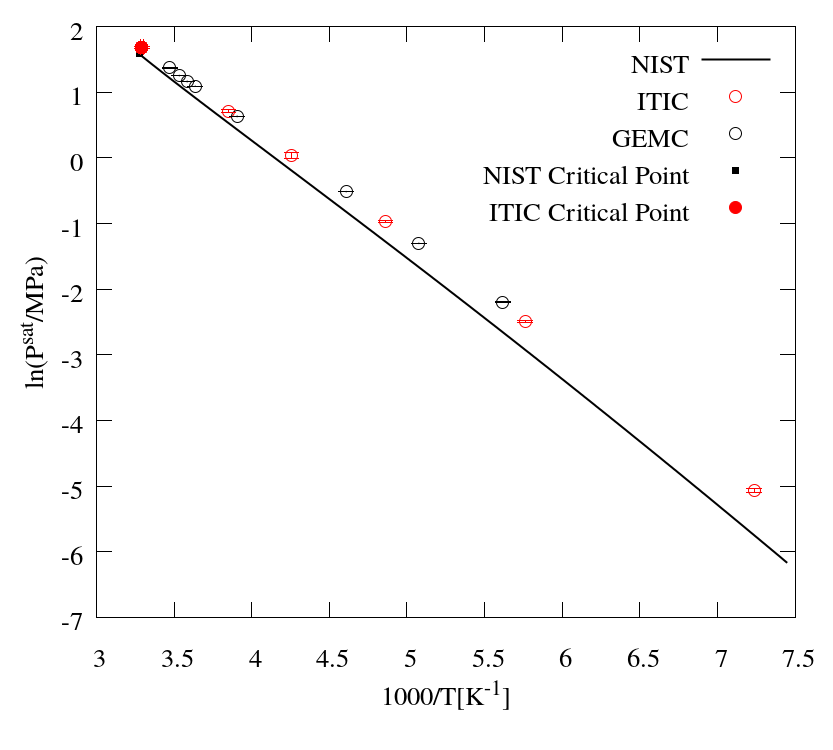 2
1
0
-1
-2
-3
-4
-5
-6
-7
3
3.5
4
4.5
5
5.5
6
6.5
7
7.5
ln(P^sat/MPa)
1000/T[K^-1]
NIST
ITIC
GEMC
NIST Critical Point
ITIC Critical Point